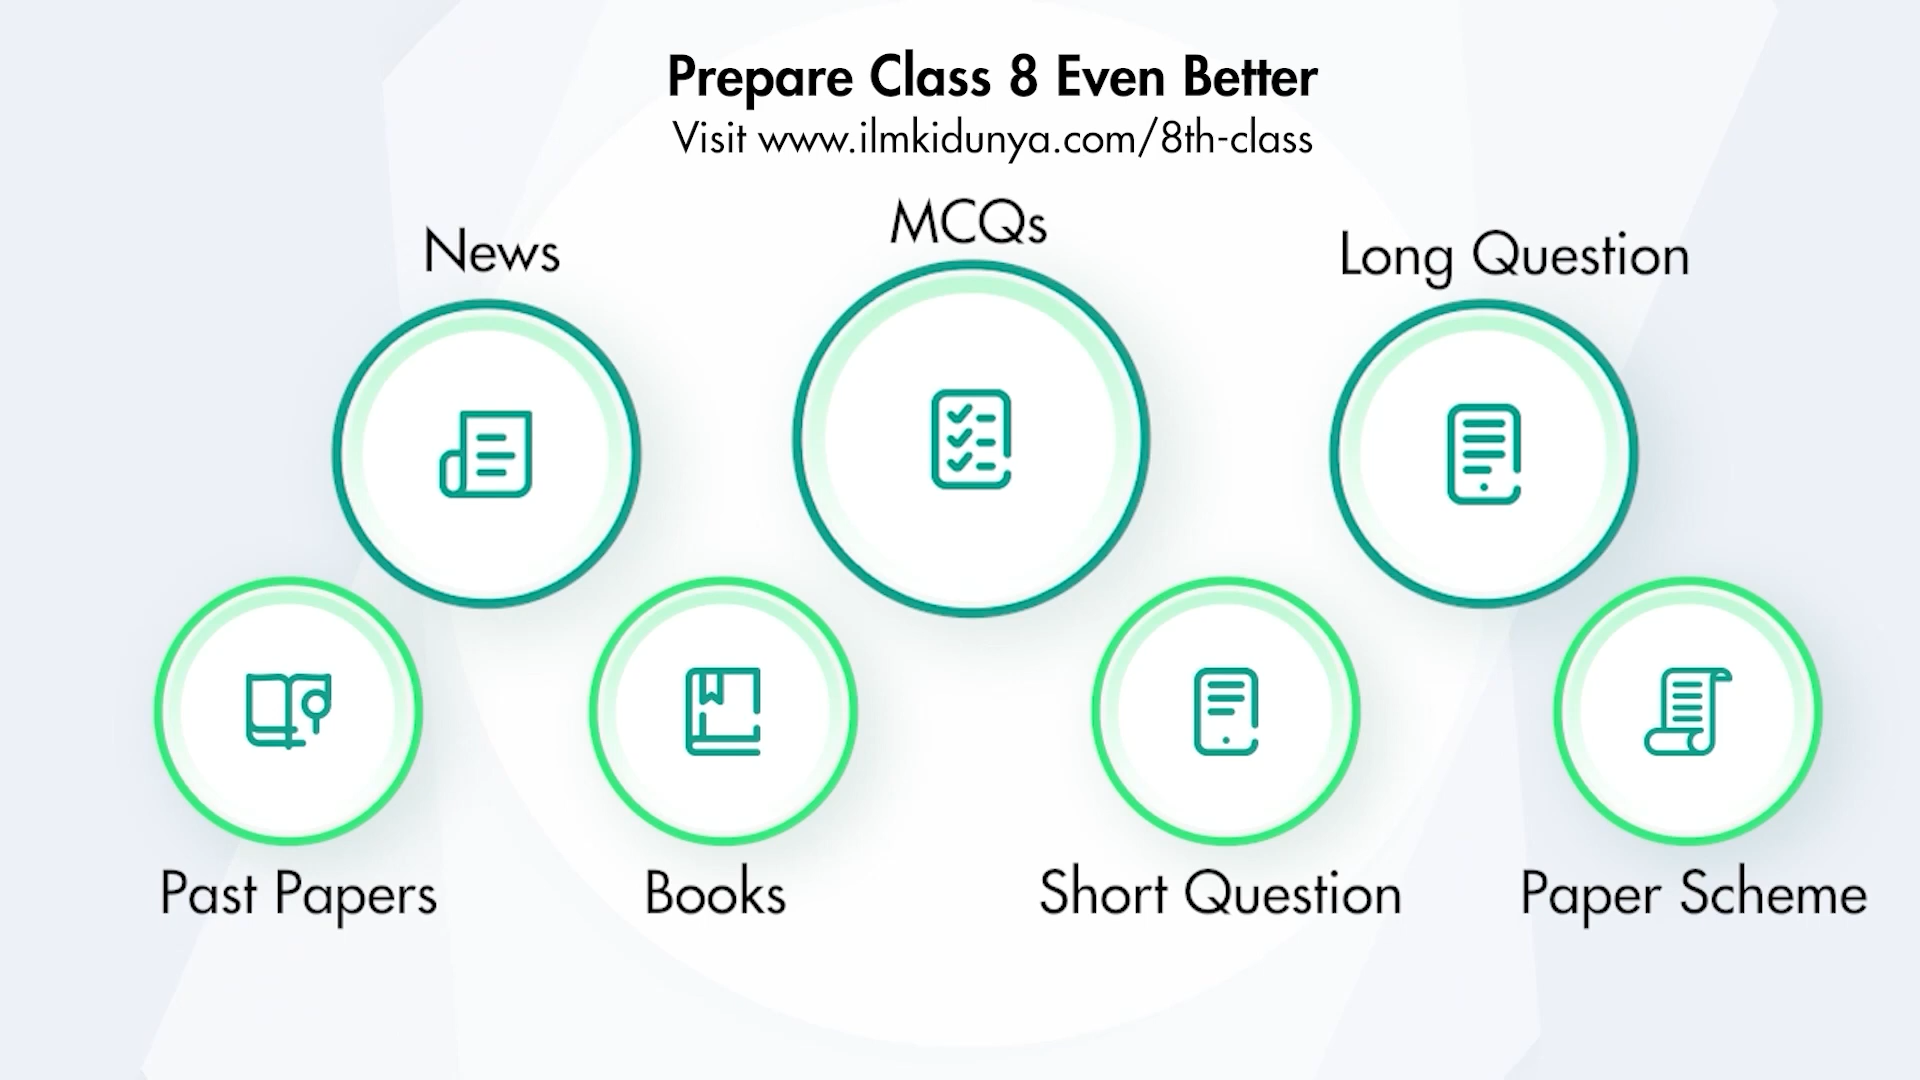 Prepare Class 8 Even Better
Visit www.ilmkidunya.com/8th-class
News
MCQs
Long Question
Past Papers
Books
Short Question
Paper Scheme